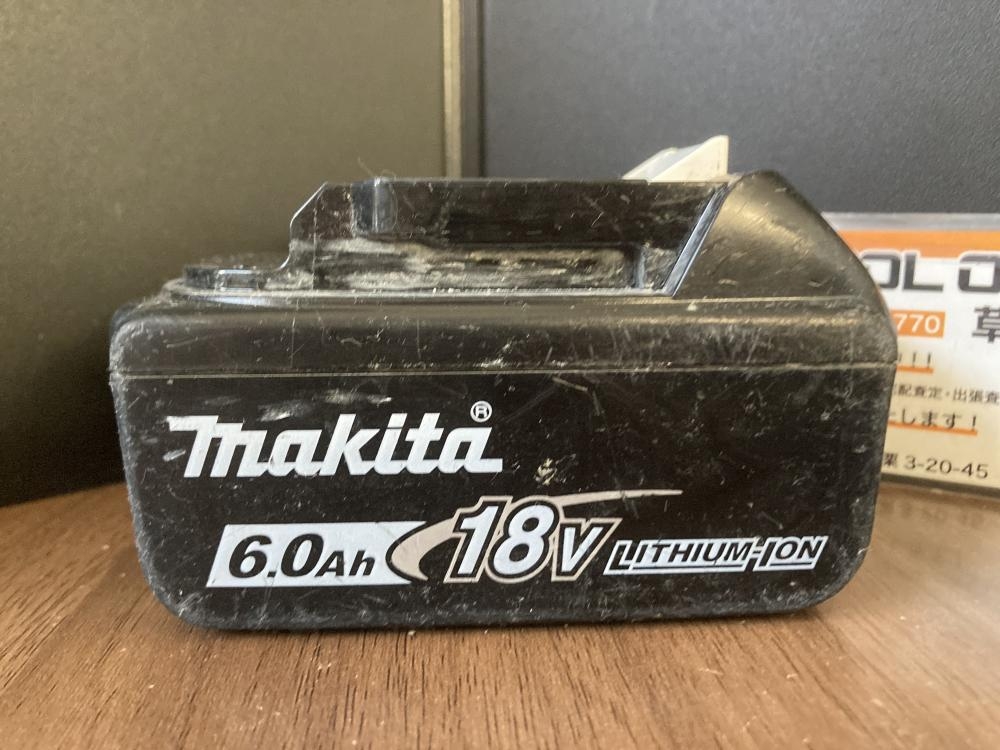 makita®
6.0Ah 18V LITHIUM-ION
OL O
770 草
!!!
配査定・出張査
します！
3-20-45